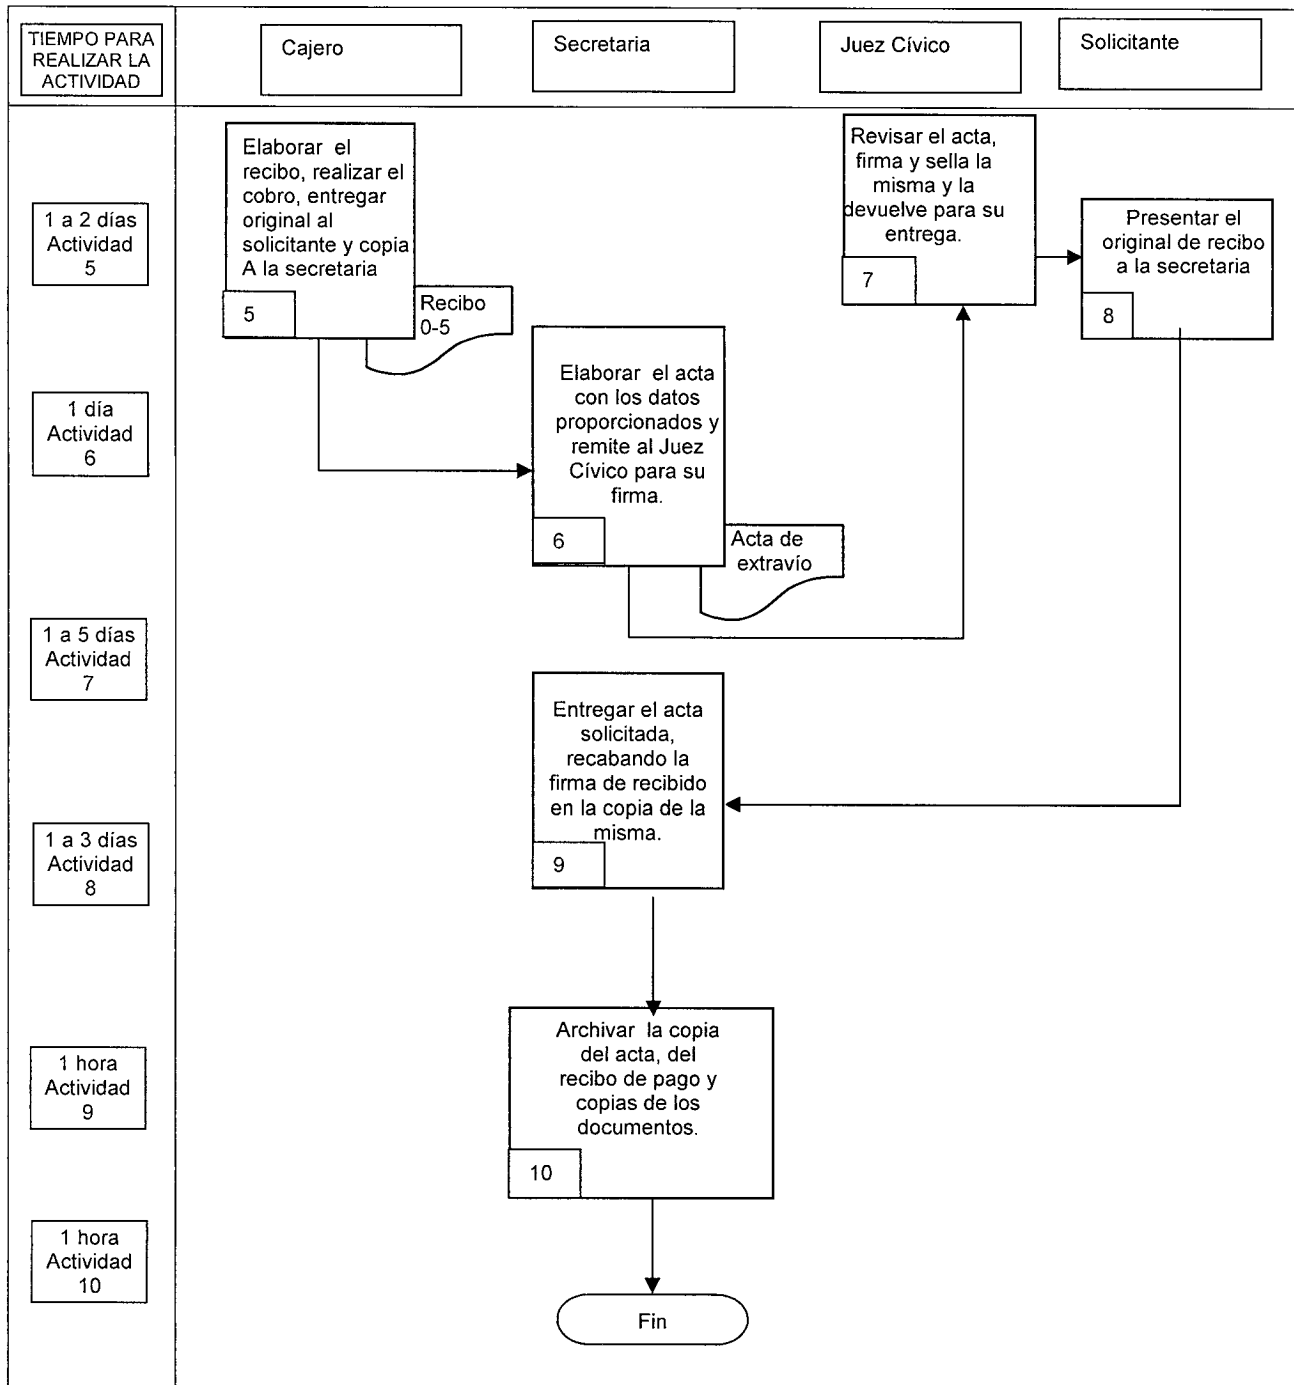 TIEMPO PARA
REALIZAR LA
ACTIVIDAD
Cajero
Secretaria
Juez Cívico
Solicitante
1 a 2 días
Actividad
5
Elaborar el
recibo, realizar el
cobro, entregar
original al
solicitante y copia
A la secretaria
5
Recibo
0-5
Revisar el acta,
firma y sella la
misma y la
devuelve para su
entrega.
7
Presentar el
original de recibo
a la secretaria
8
1 día
Actividad
6
Elaborar el acta
con los datos
proporcionados y
remite al Juez
Cívico para su
firma.
6
Acta de
extravío
1 a 5 días
Actividad
7
Entregar el acta
solicitada,
recabando la
firma de recibido
en la copia de la
misma.
9
1 a 3 días
Actividad
8
1 hora
Actividad
9
Archivar la copia
del acta, del
recibo de pago y
copias de los
documentos.
10
1 hora
Actividad
10
Fin